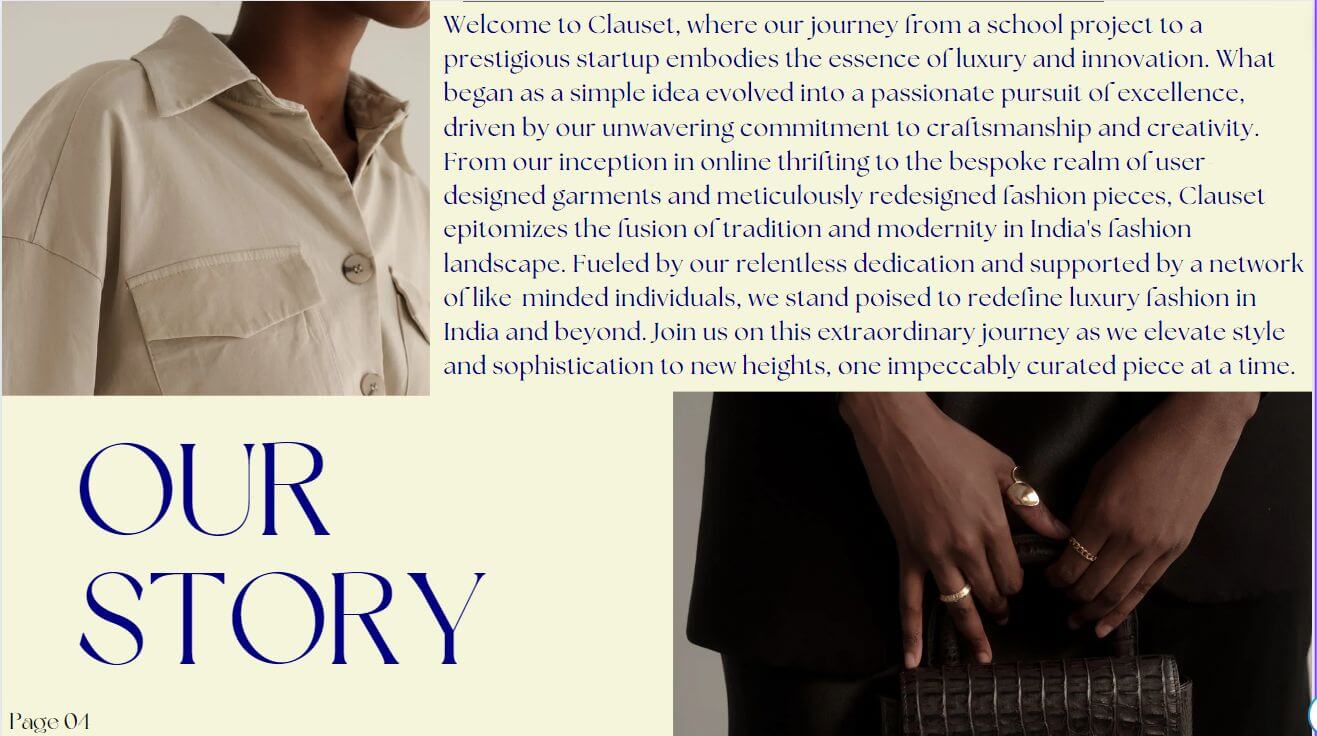 Welcome to Clauset, where our journey from a school project to a
prestigious startup embodies the essence of luxury and innovation. What
began as a simple idea evolved into a passionate pursuit of excellence,
driven by our unwavering commitment to craftsmanship and creativity.
From our inception in online thrifting to the bespoke realm of user-
designed garments and meticulously redesigned fashion pieces, Clauset
epitomizes the fusion of tradition and modernity in India's fashion
landscape. Fueled by our relentless dedication and supported by a network
of like-minded individuals, we stand poised to redefine luxury fashion in
India and beyond. Join us on this extraordinary journey as we elevate style
and sophistication to new heights, one impeccably curated piece at a time.
OUR
STORY
Page 04